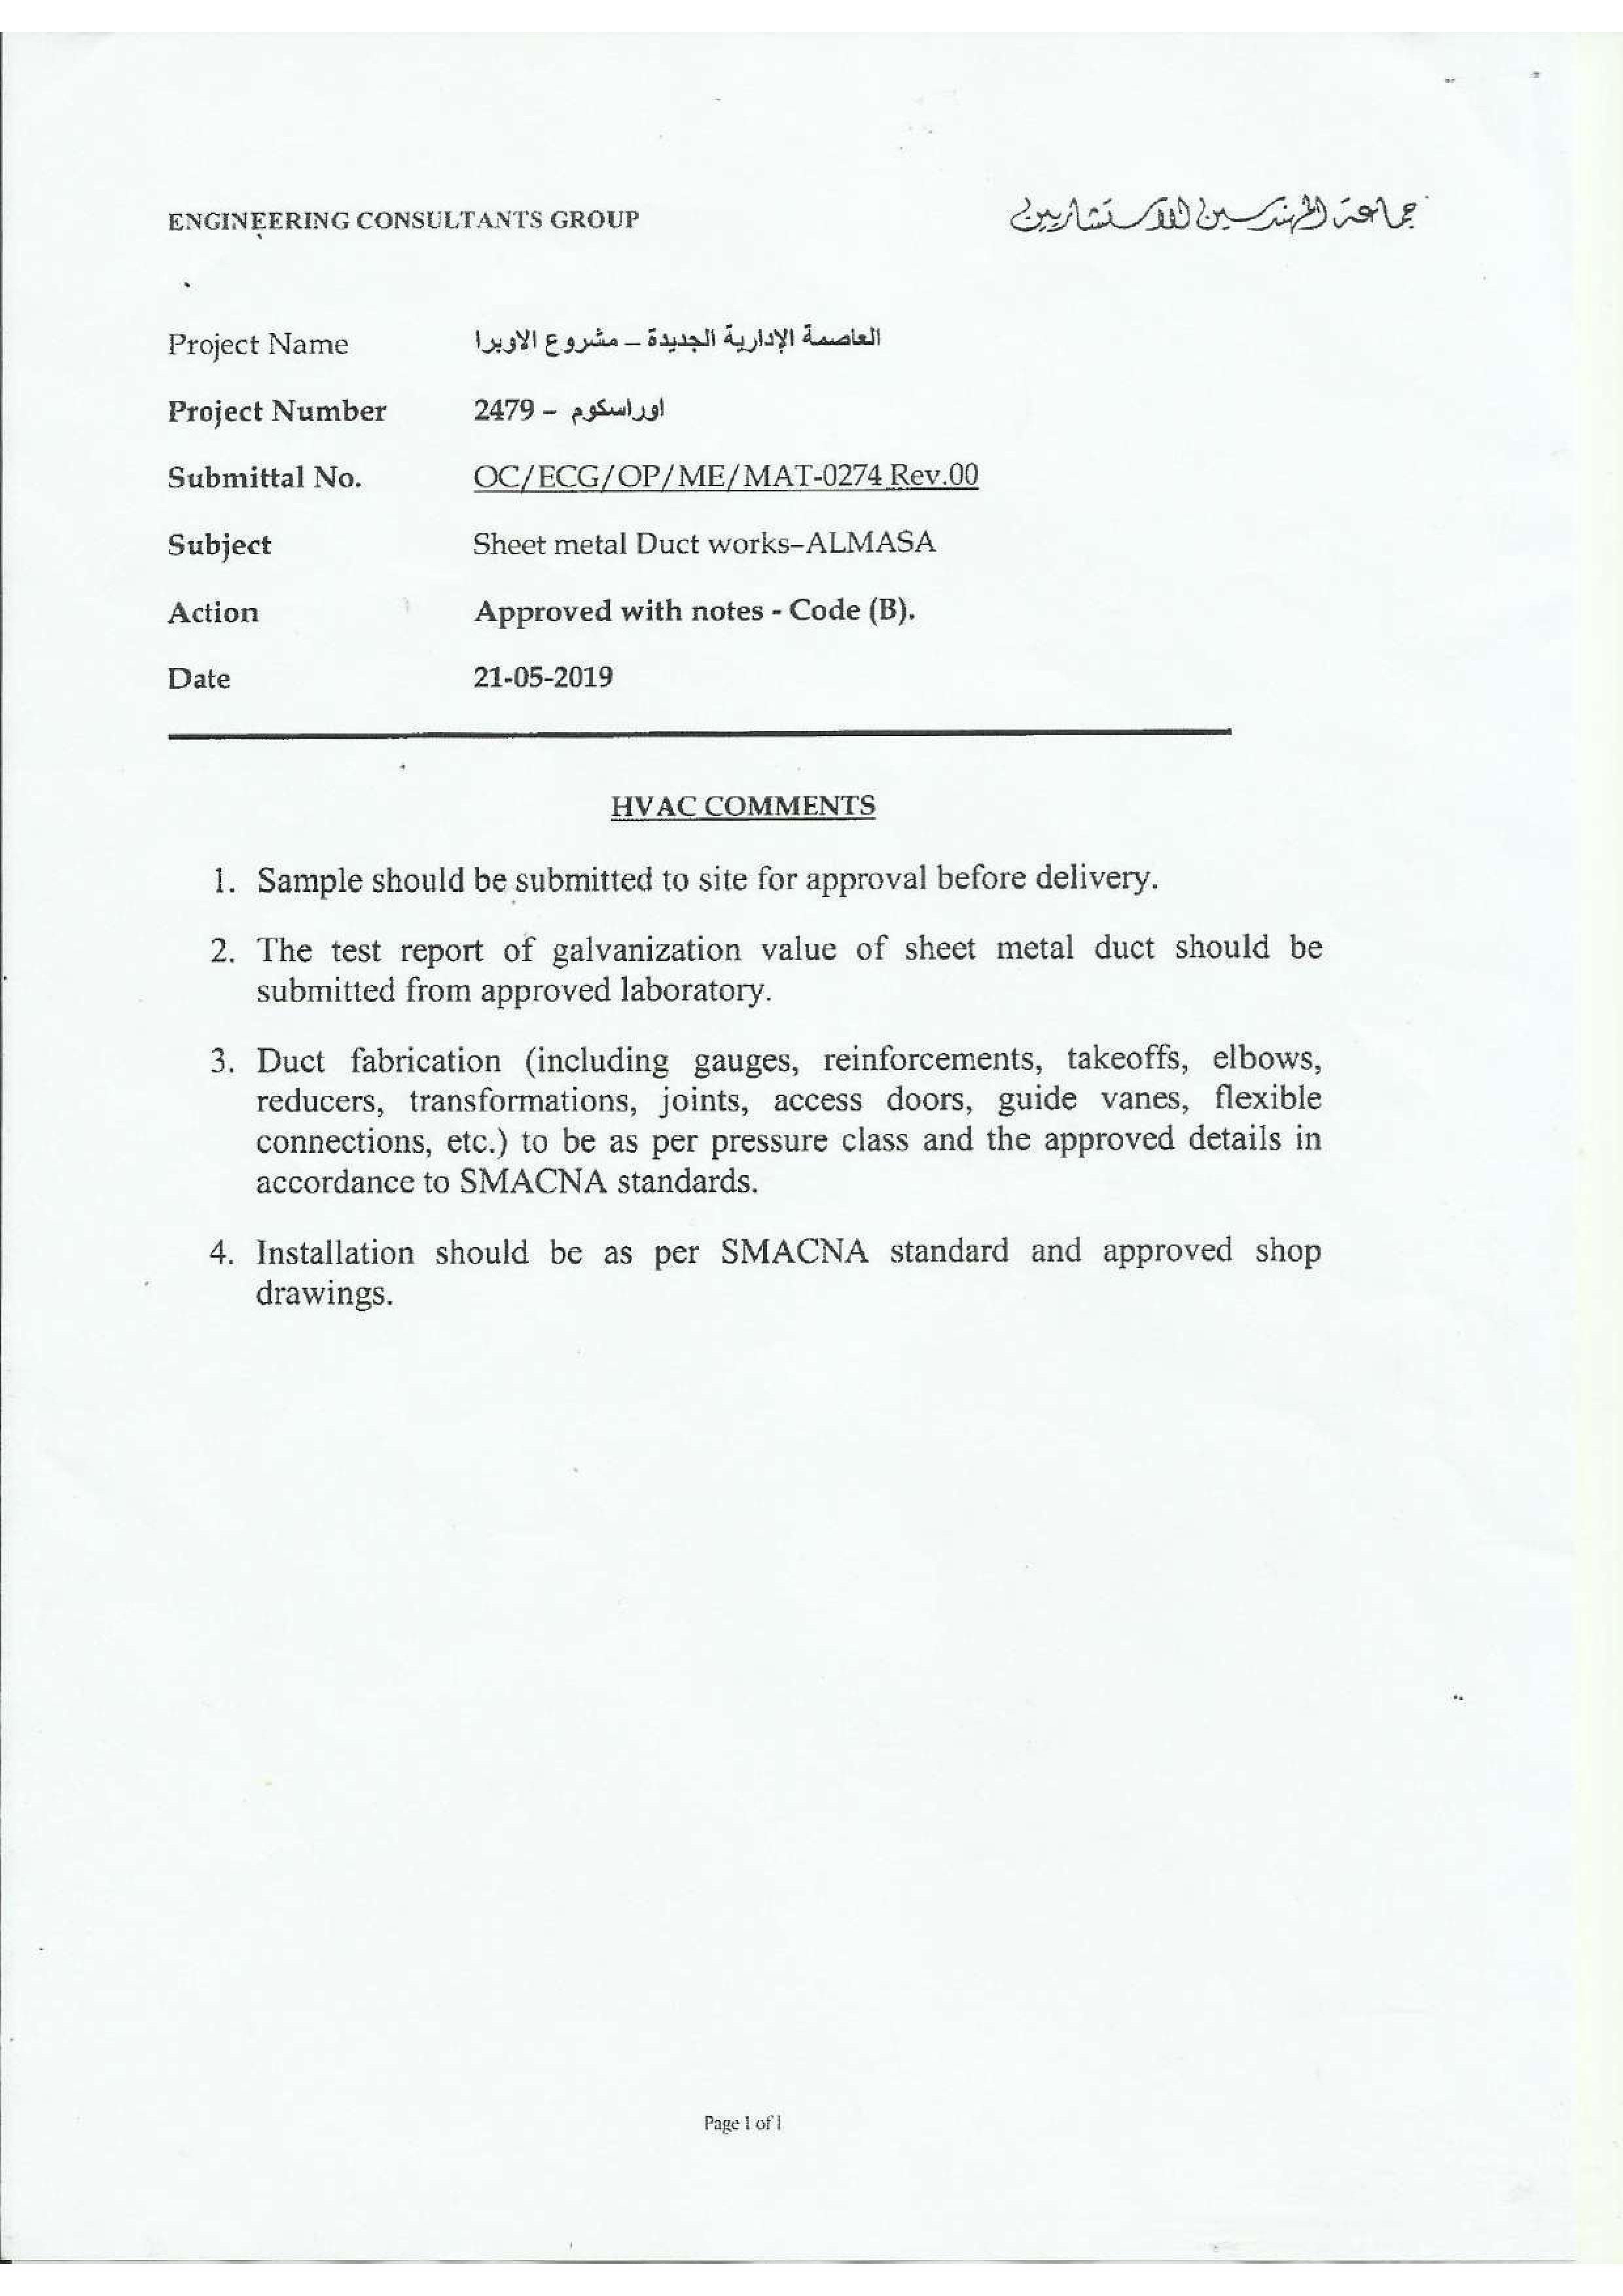 ENGINEERING CONSULTANTS GROUP
جماعة المهندسين الاستشاريين
Project Name العاصمة الإدارية الجديدة – مشروع الاوبرا
Project Number 2479 – اوراسكوم
Submittal No. OC/ECG/OP/ME/MAT-0274 Rev.00
Subject Sheet metal Duct works–ALMASA
Action Approved with notes - Code (B).
Date 21-05-2019
HVAC COMMENTS
1. Sample should be submitted to site for approval before delivery.
2. The test report of galvanization value of sheet metal duct should be
submitted from approved laboratory.
3. Duct fabrication (including gauges, reinforcements, takeoffs, elbows,
reducers, transformations, joints, access doors, guide vanes, flexible
connections, etc.) to be as per pressure class and the approved details in
accordance to SMACNA standards.
4. Installation should be as per SMACNA standard and approved shop
drawings.
Page 1 of 1